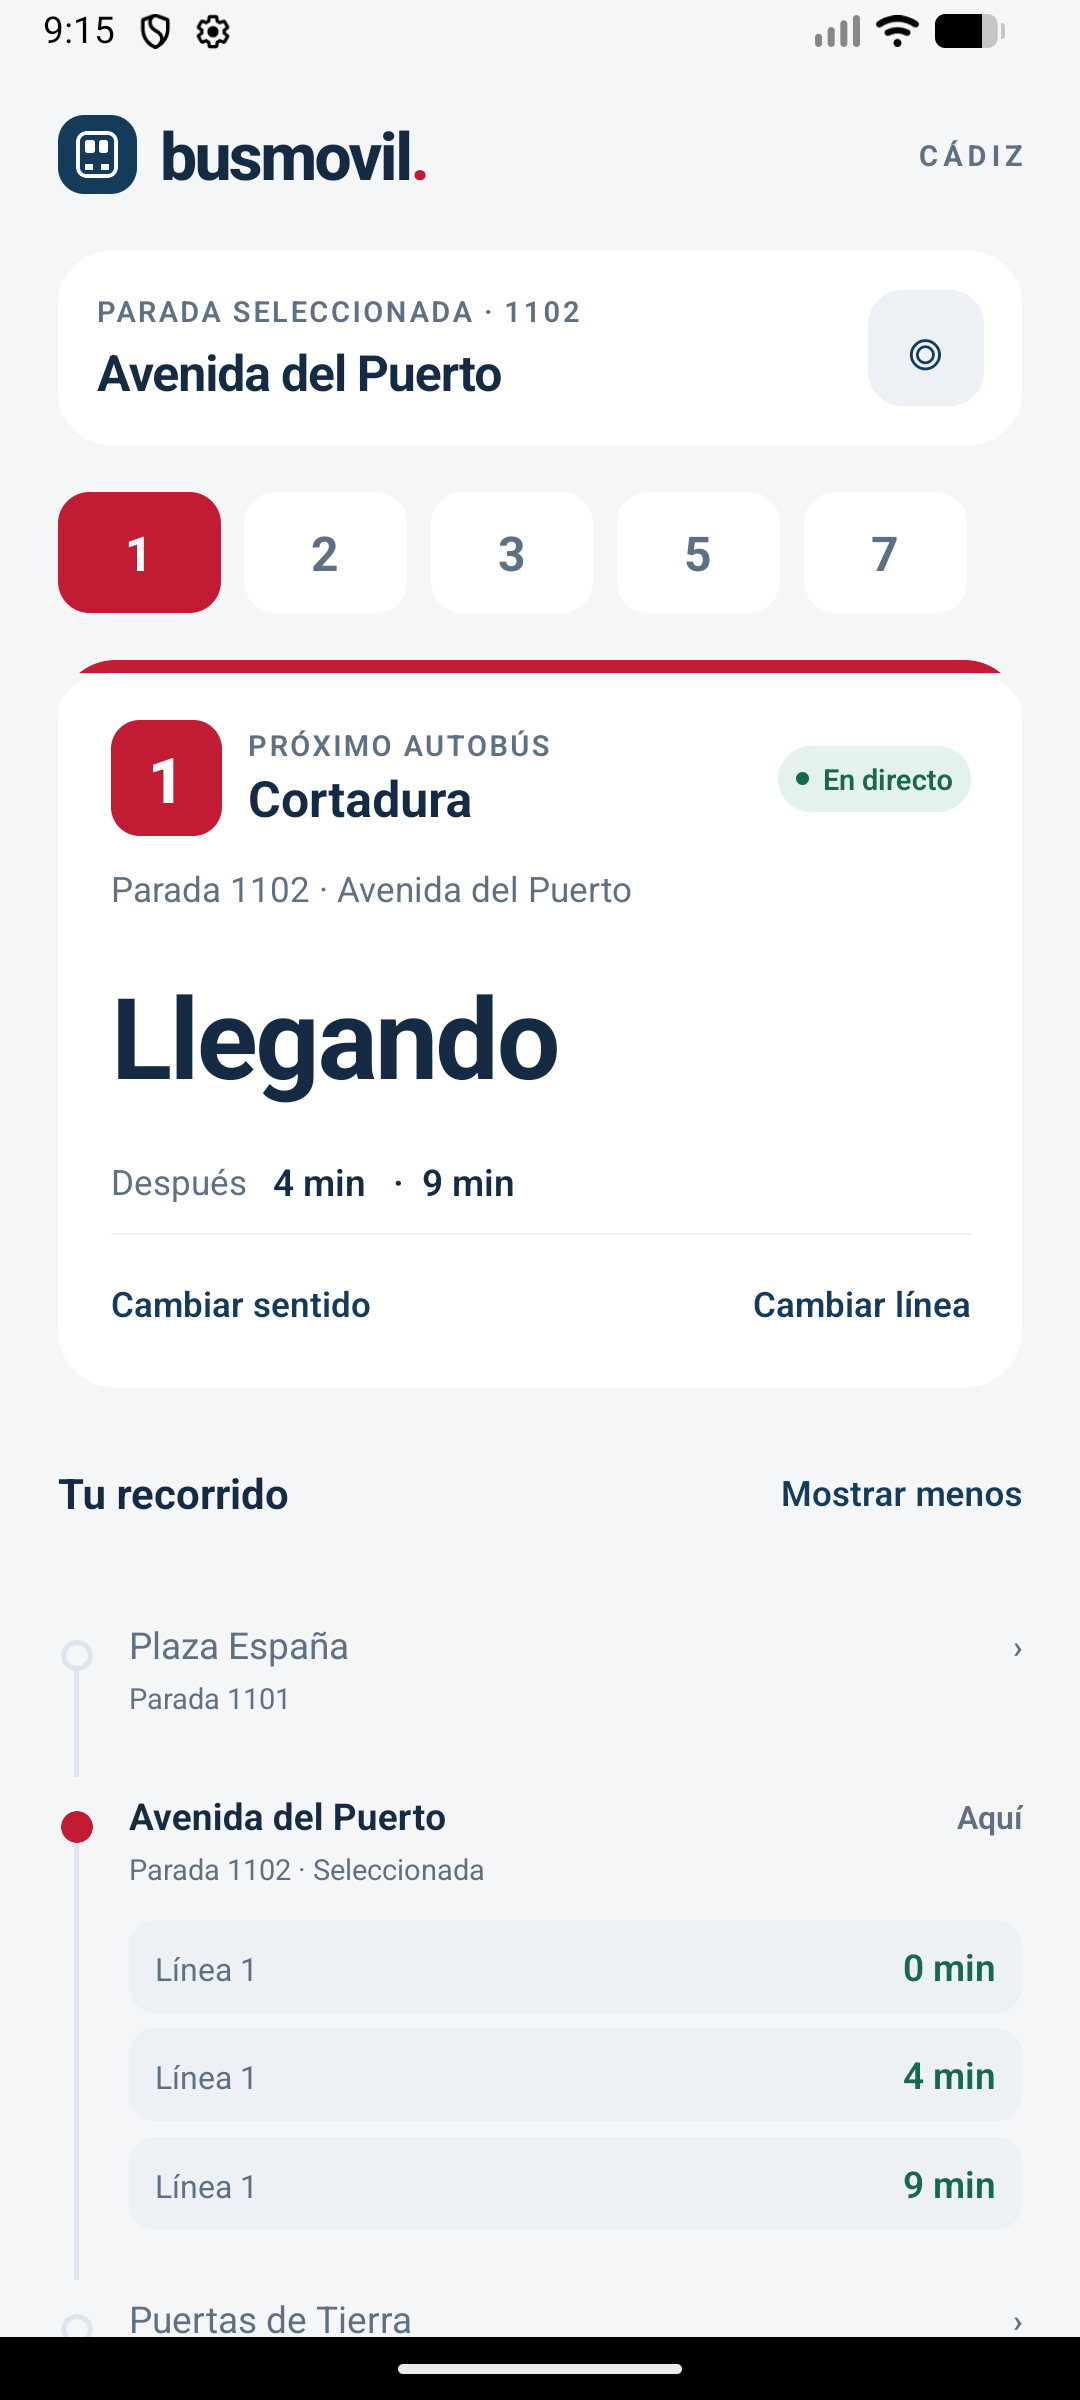 9:15
busmovil.
CÁDIZ
PARADA SELECCIONADA · 1102
Avenida del Puerto
1 2 3 5 7
1
PRÓXIMO AUTOBÚS
Cortadura
En directo
Parada 1102 · Avenida del Puerto
Llegando
Después 4 min · 9 min
Cambiar sentido Cambiar línea
Tu recorrido Mostrar menos
Plaza España ›
Parada 1101
Avenida del Puerto Aquí
Parada 1102 · Seleccionada
Línea 1 0 min
Línea 1 4 min
Línea 1 9 min
Puertas de Tierra ›